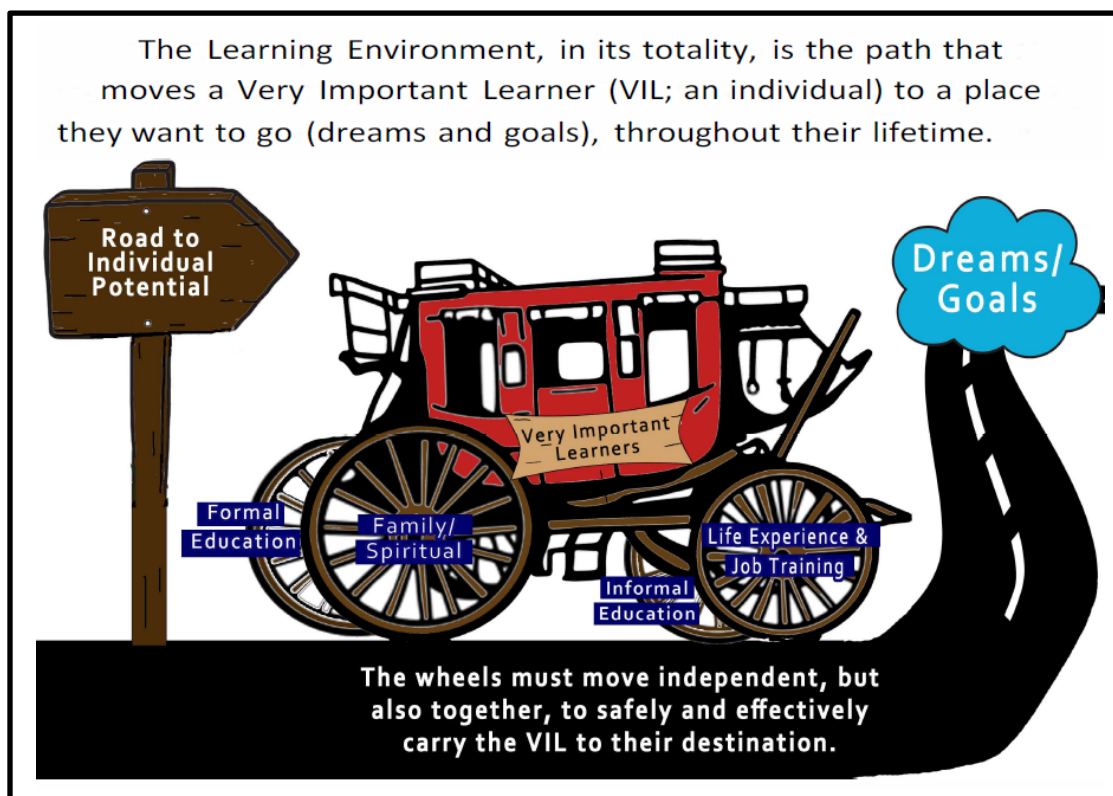 The Learning Environment, in its totality, is the path that
moves a Very Important Learner (VIL; an individual) to a place
they want to go (dreams and goals), throughout their lifetime.
Road to
Individual
Potential
Dreams/
Goals
Very Important
Learners
Formal
Education
Family/
Spiritual
Life Experience &
Job Training
Informal
Education
The wheels must move independent, but
also together, to safely and effectively
carry the VIL to their destination.